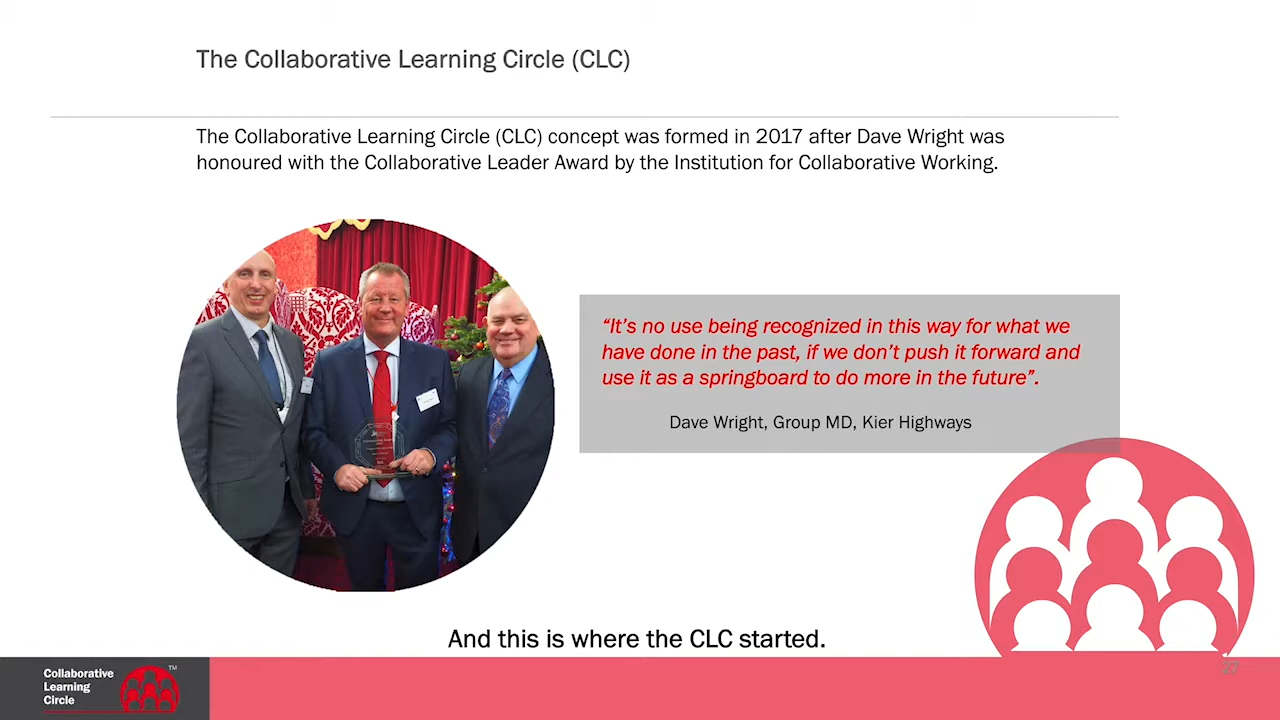 The Collaborative Learning Circle (CLC)
The Collaborative Learning Circle (CLC) concept was formed in 2017 after Dave Wright was
honoured with the Collaborative Leader Award by the Institution for Collaborative Working.
“It’s no use being recognized in this way for what we
have done in the past, if we don’t push it forward and
use it as a springboard to do more in the future”.
Dave Wright, Group MD, Kier Highways
And this is where the CLC started.
Collaborative
Learning
Circle
TM
27